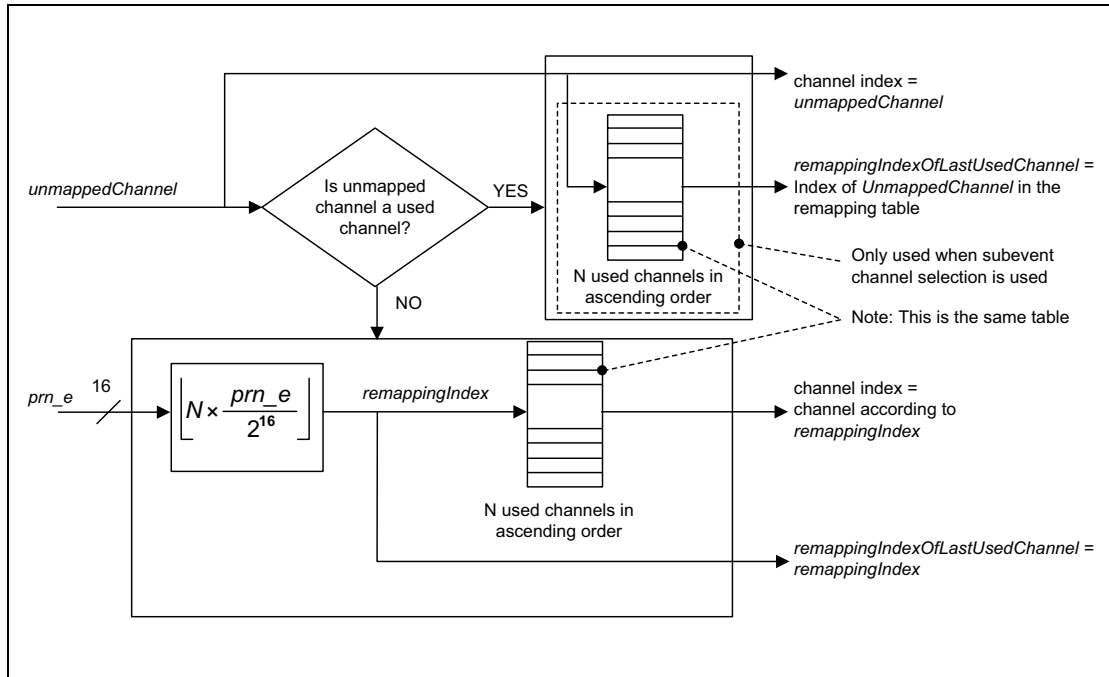 channel index =
unmappedChannel
unmappedChannel
Is unmapped
channel a used
channel?
YES
remappingIndexOfLastUsedChannel =
Index of UnmappedChannel in the
remapping table
N used channels in
ascending order
Only used when subevent
channel selection is used
NO
Note: This is the same table
prn_e
16
⌊N × prn_e / 2^16⌋
remappingIndex
channel index =
channel according to
remappingIndex
N used channels in
ascending order
remappingIndexOfLastUsedChannel =
remappingIndex